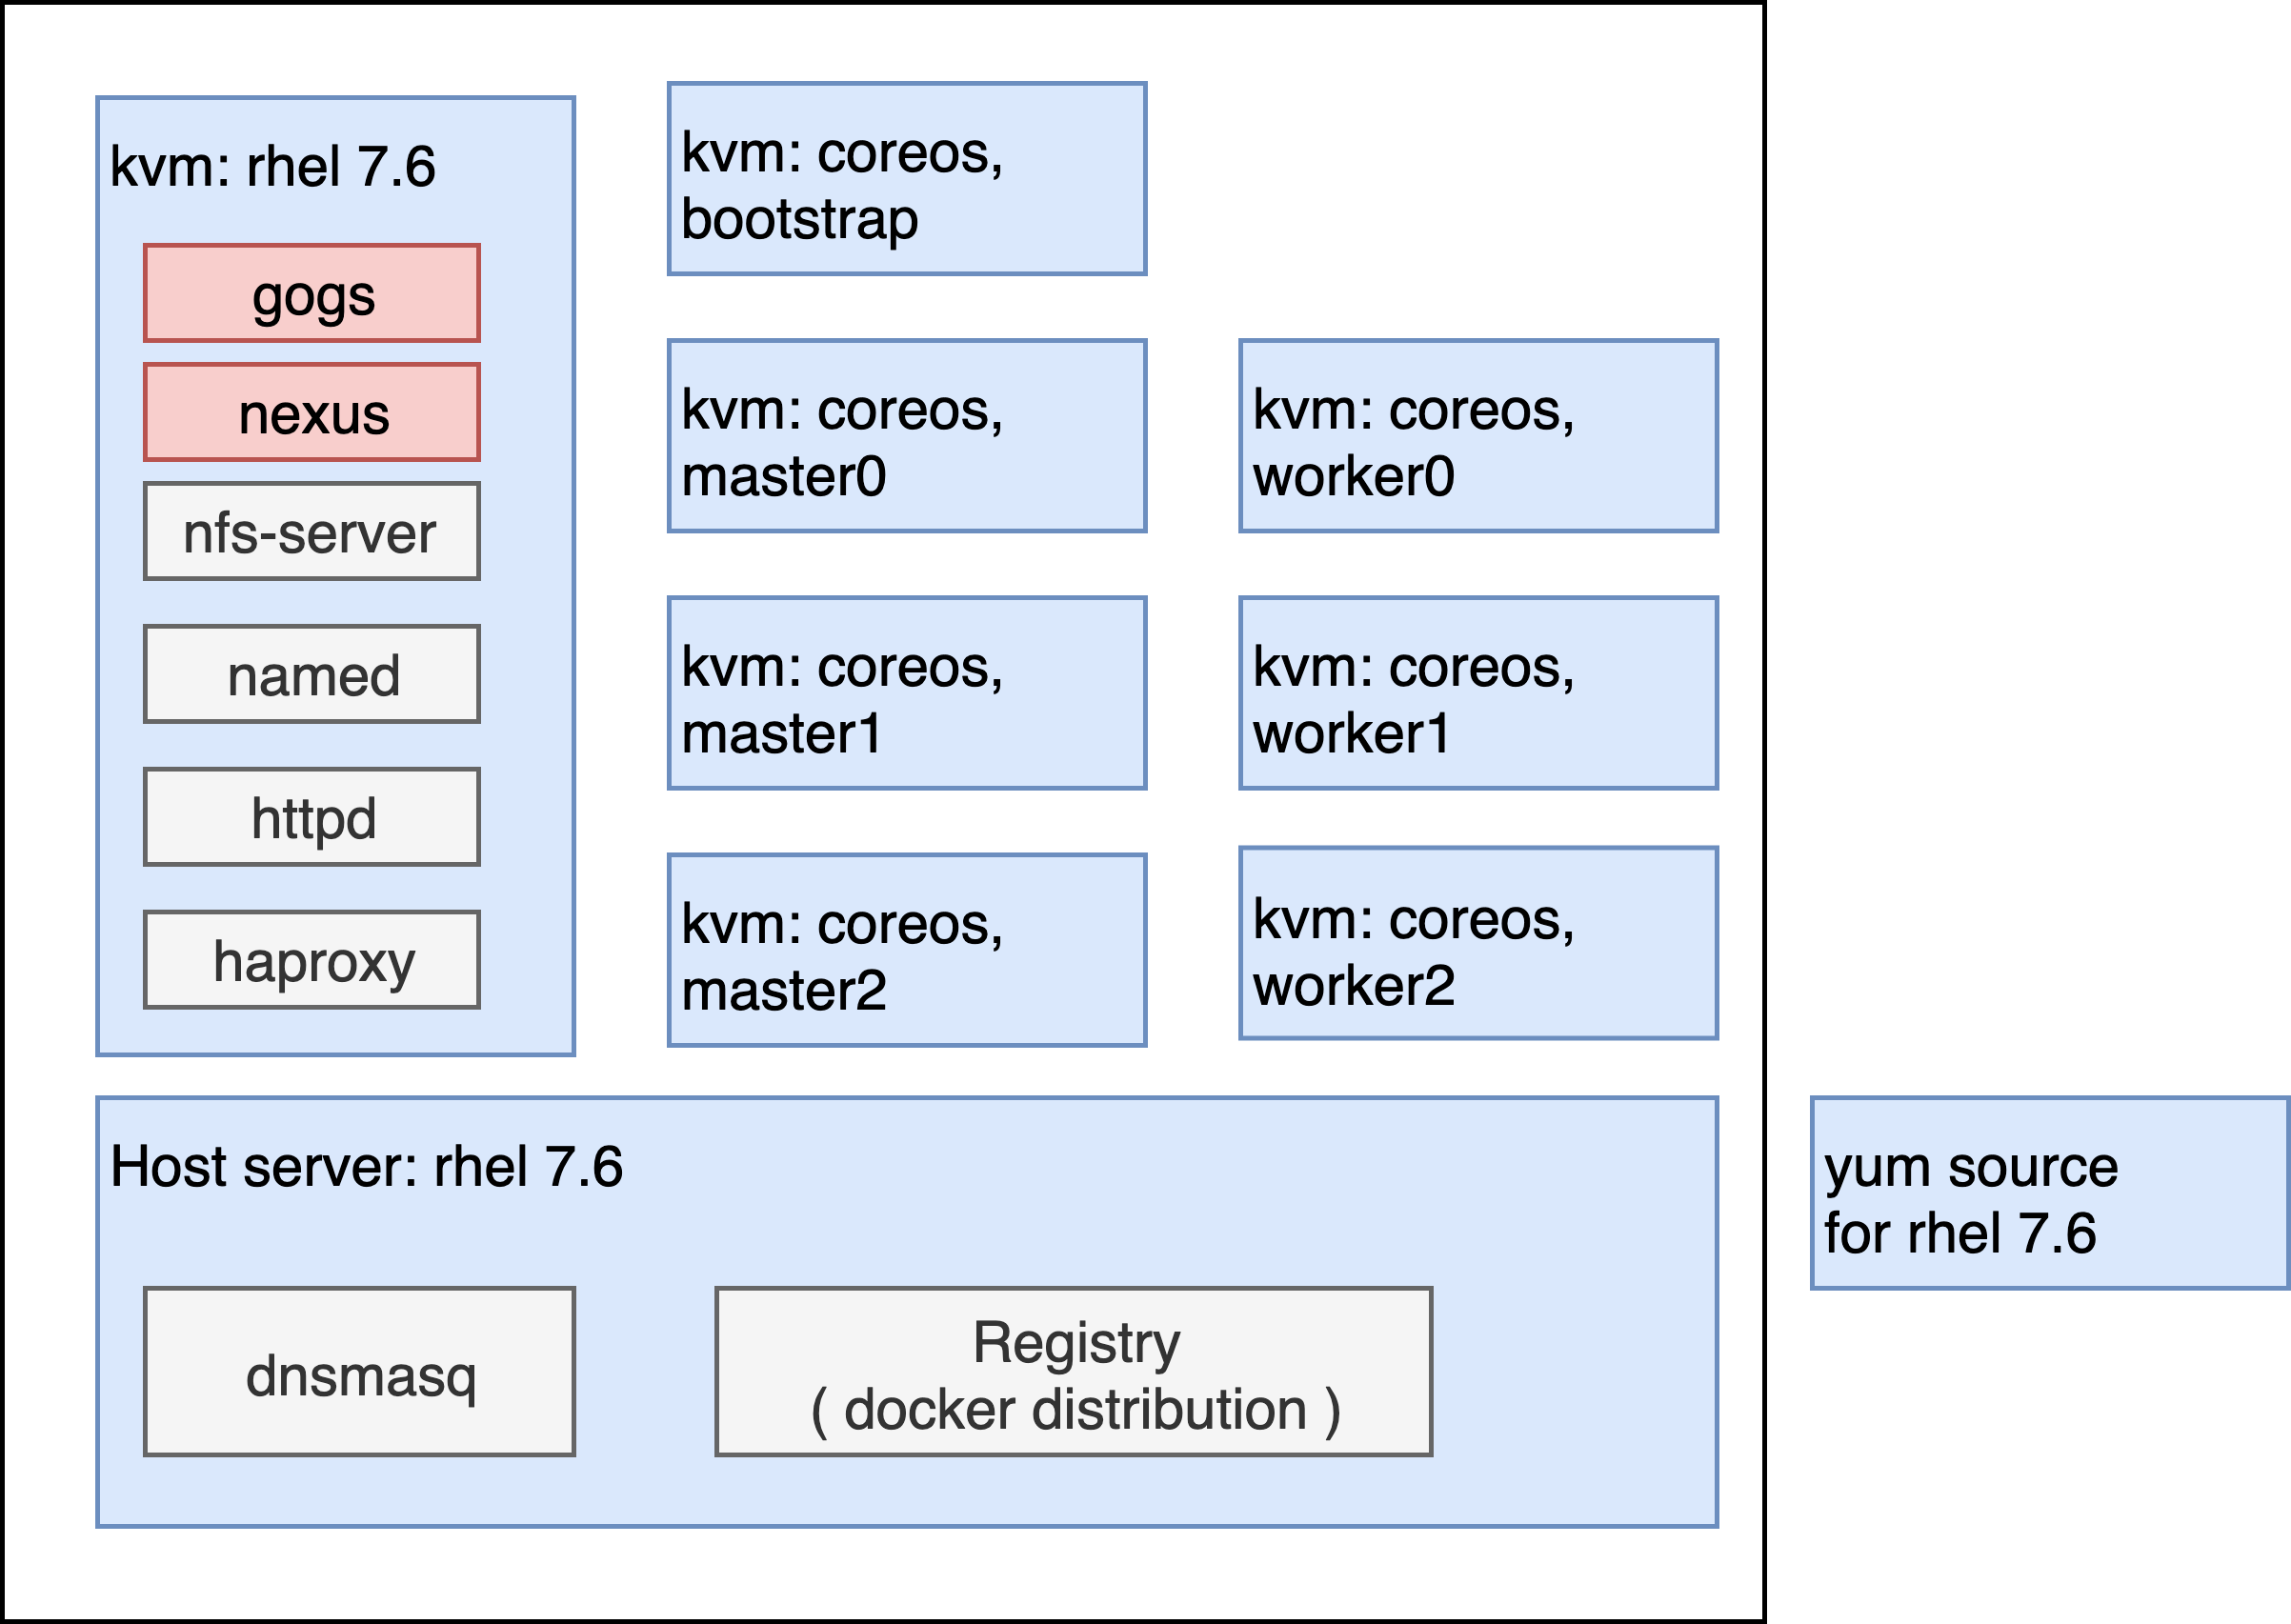 kvm: rhel 7.6
gogs
nexus
nfs-server
named
httpd
haproxy
kvm: coreos,
bootstrap
kvm: coreos,
master0
kvm: coreos,
worker0
kvm: coreos,
master1
kvm: coreos,
worker1
kvm: coreos,
master2
kvm: coreos,
worker2
Host server: rhel 7.6
dnsmasq
Registry
( docker distribution )
yum source
for rhel 7.6